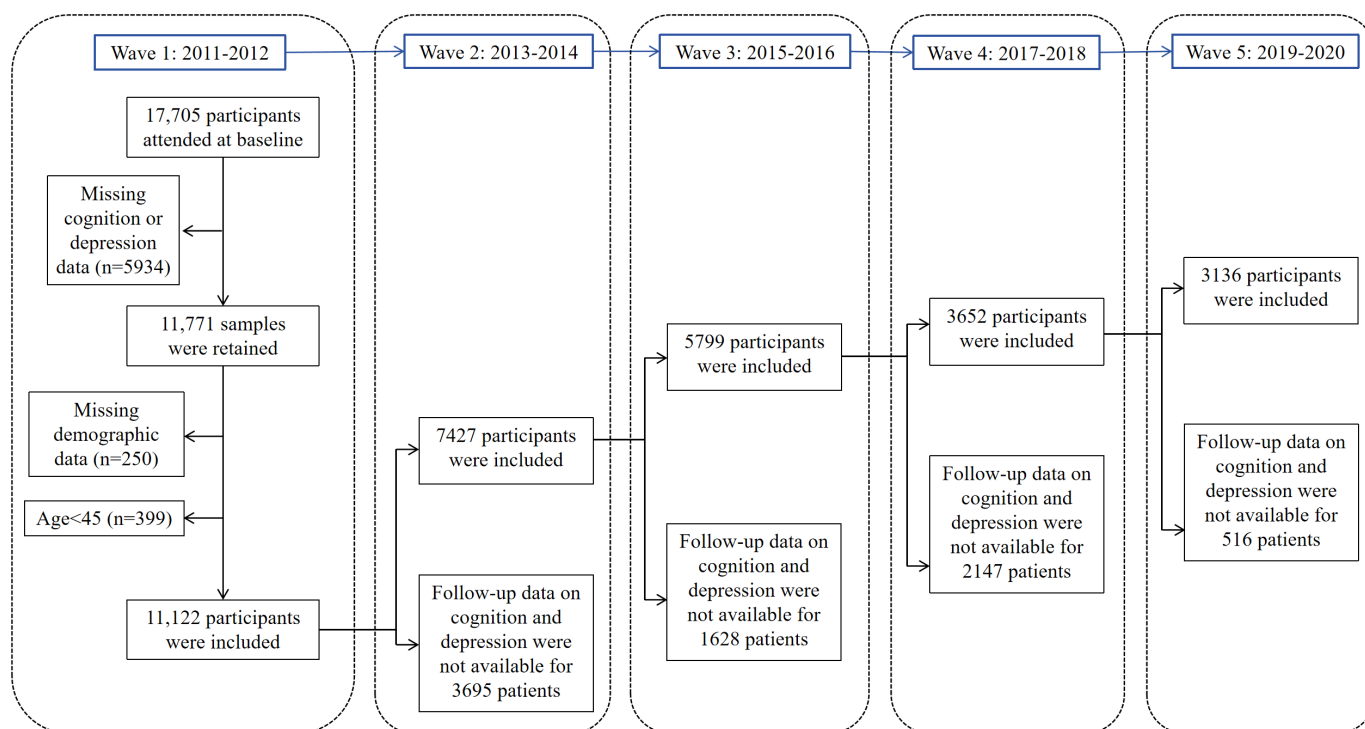 Wave 1: 2011-2012
Wave 2: 2013-2014
Wave 3: 2015-2016
Wave 4: 2017-2018
Wave 5: 2019-2020
17,705 participants
attended at baseline
Missing
cognition or
depression
data (n=5934)
11,771 samples
were retained
Missing
demographic
data (n=250)
Age<45 (n=399)
11,122 participants
were included
7427 participants
were included
Follow-up data on
cognition and
depression were
not available for
3695 patients
5799 participants
were included
Follow-up data on
cognition and
depression were
not available for
1628 patients
3652 participants
were included
Follow-up data on
cognition and
depression were
not available for
2147 patients
3136 participants
were included
Follow-up data on
cognition and
depression were
not available for
516 patients